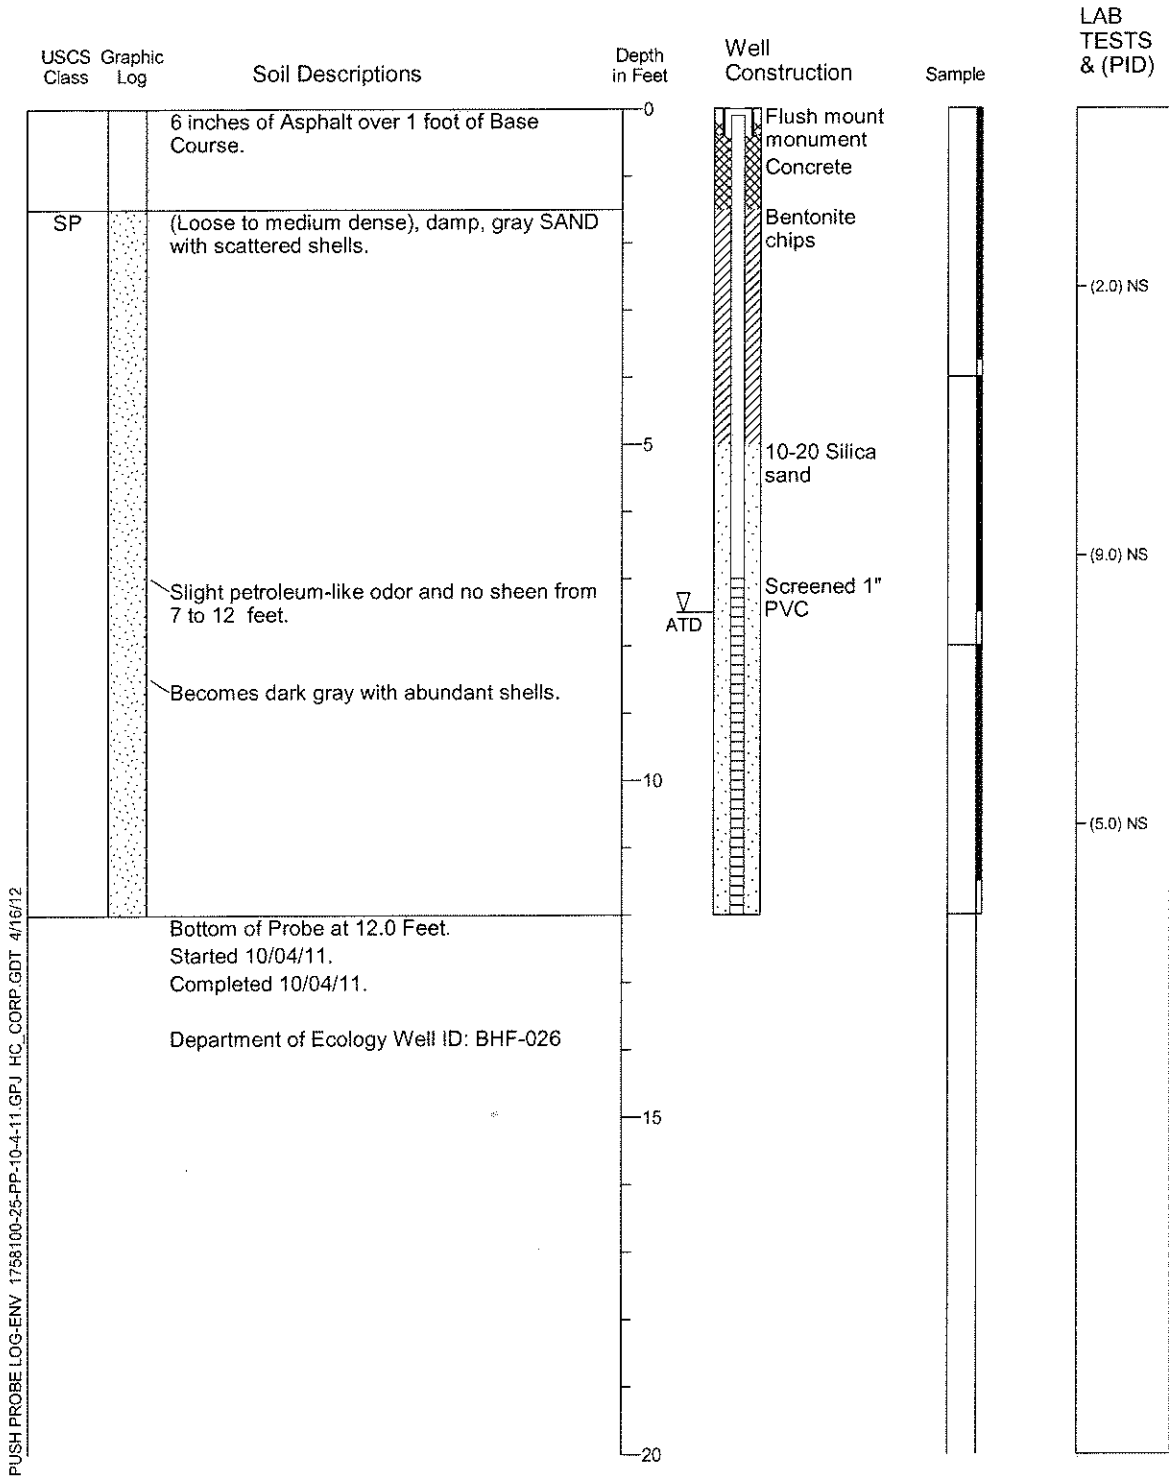 LAB
TESTS
& (PID)
USCS Class
Graphic Log
Soil Descriptions
Depth in Feet
Well Construction
Sample
0
6 inches of Asphalt over 1 foot of Base
Course.
Flush mount
monument
Concrete
SP
(Loose to medium dense), damp, gray SAND
with scattered shells.
Bentonite
chips
(2.0) NS
5
10-20 Silica
sand
(9.0) NS
Slight petroleum-like odor and no sheen from
7 to 12 feet.
Screened 1"
PVC
ATD
Becomes dark gray with abundant shells.
10
(5.0) NS
Bottom of Probe at 12.0 Feet.
Started 10/04/11.
Completed 10/04/11.
Department of Ecology Well ID: BHF-026
15
20
PUSH PROBE LOG-ENV 1758100-25-PP-10-4-11.GPJ HC_CORP.GDT 4/16/12